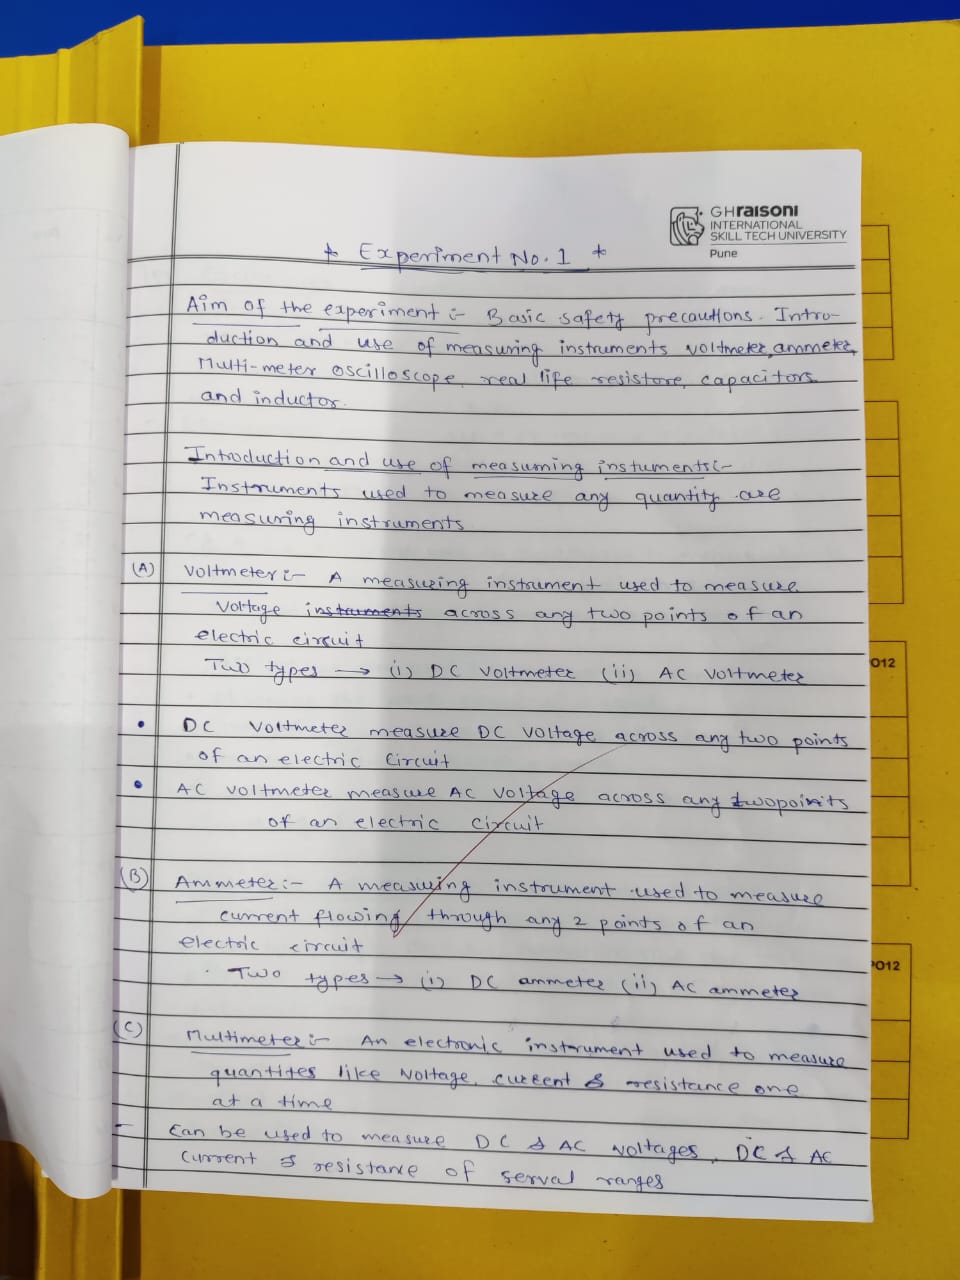 GHRAISONI
INTERNATIONAL
SKILL TECH UNIVERSITY
Pune
* Experiment No. 1 *
Aim of the experiment :- Basic safety precautions. Intro-
duction and use of measuring instruments voltmeter, ammeter,
Multi-meter oscilloscope, real life resistore, capacitors
and inductor.
Introduction and use of measuming instuments:-
Instruments used to measure any quantity are
measuring instruments
(A) Voltmeter :- A measuring instrument used to measure
Voltage instruments across any two points of an
electric circuit
Two types → (i) DC voltmeter (ii) AC voltmeter
• DC voltmeter measure DC voltage across any two points
of an electric circuit
• AC voltmeter measure AC voltage across any two points
of an electric circuit
(B) Ammeter :- A measuring instrument used to measure
current flowing through any 2 points of an
electric circuit
Two types → (i) DC ammeter (ii) AC ammeter
(C) Multimeter :- An electronic instrument used to measure
quantites like voltage, current & resistance one
at a time
- Can be used to measure DC & AC voltages, DC & AC
current & resistance of serval ranges
PO12
PO12